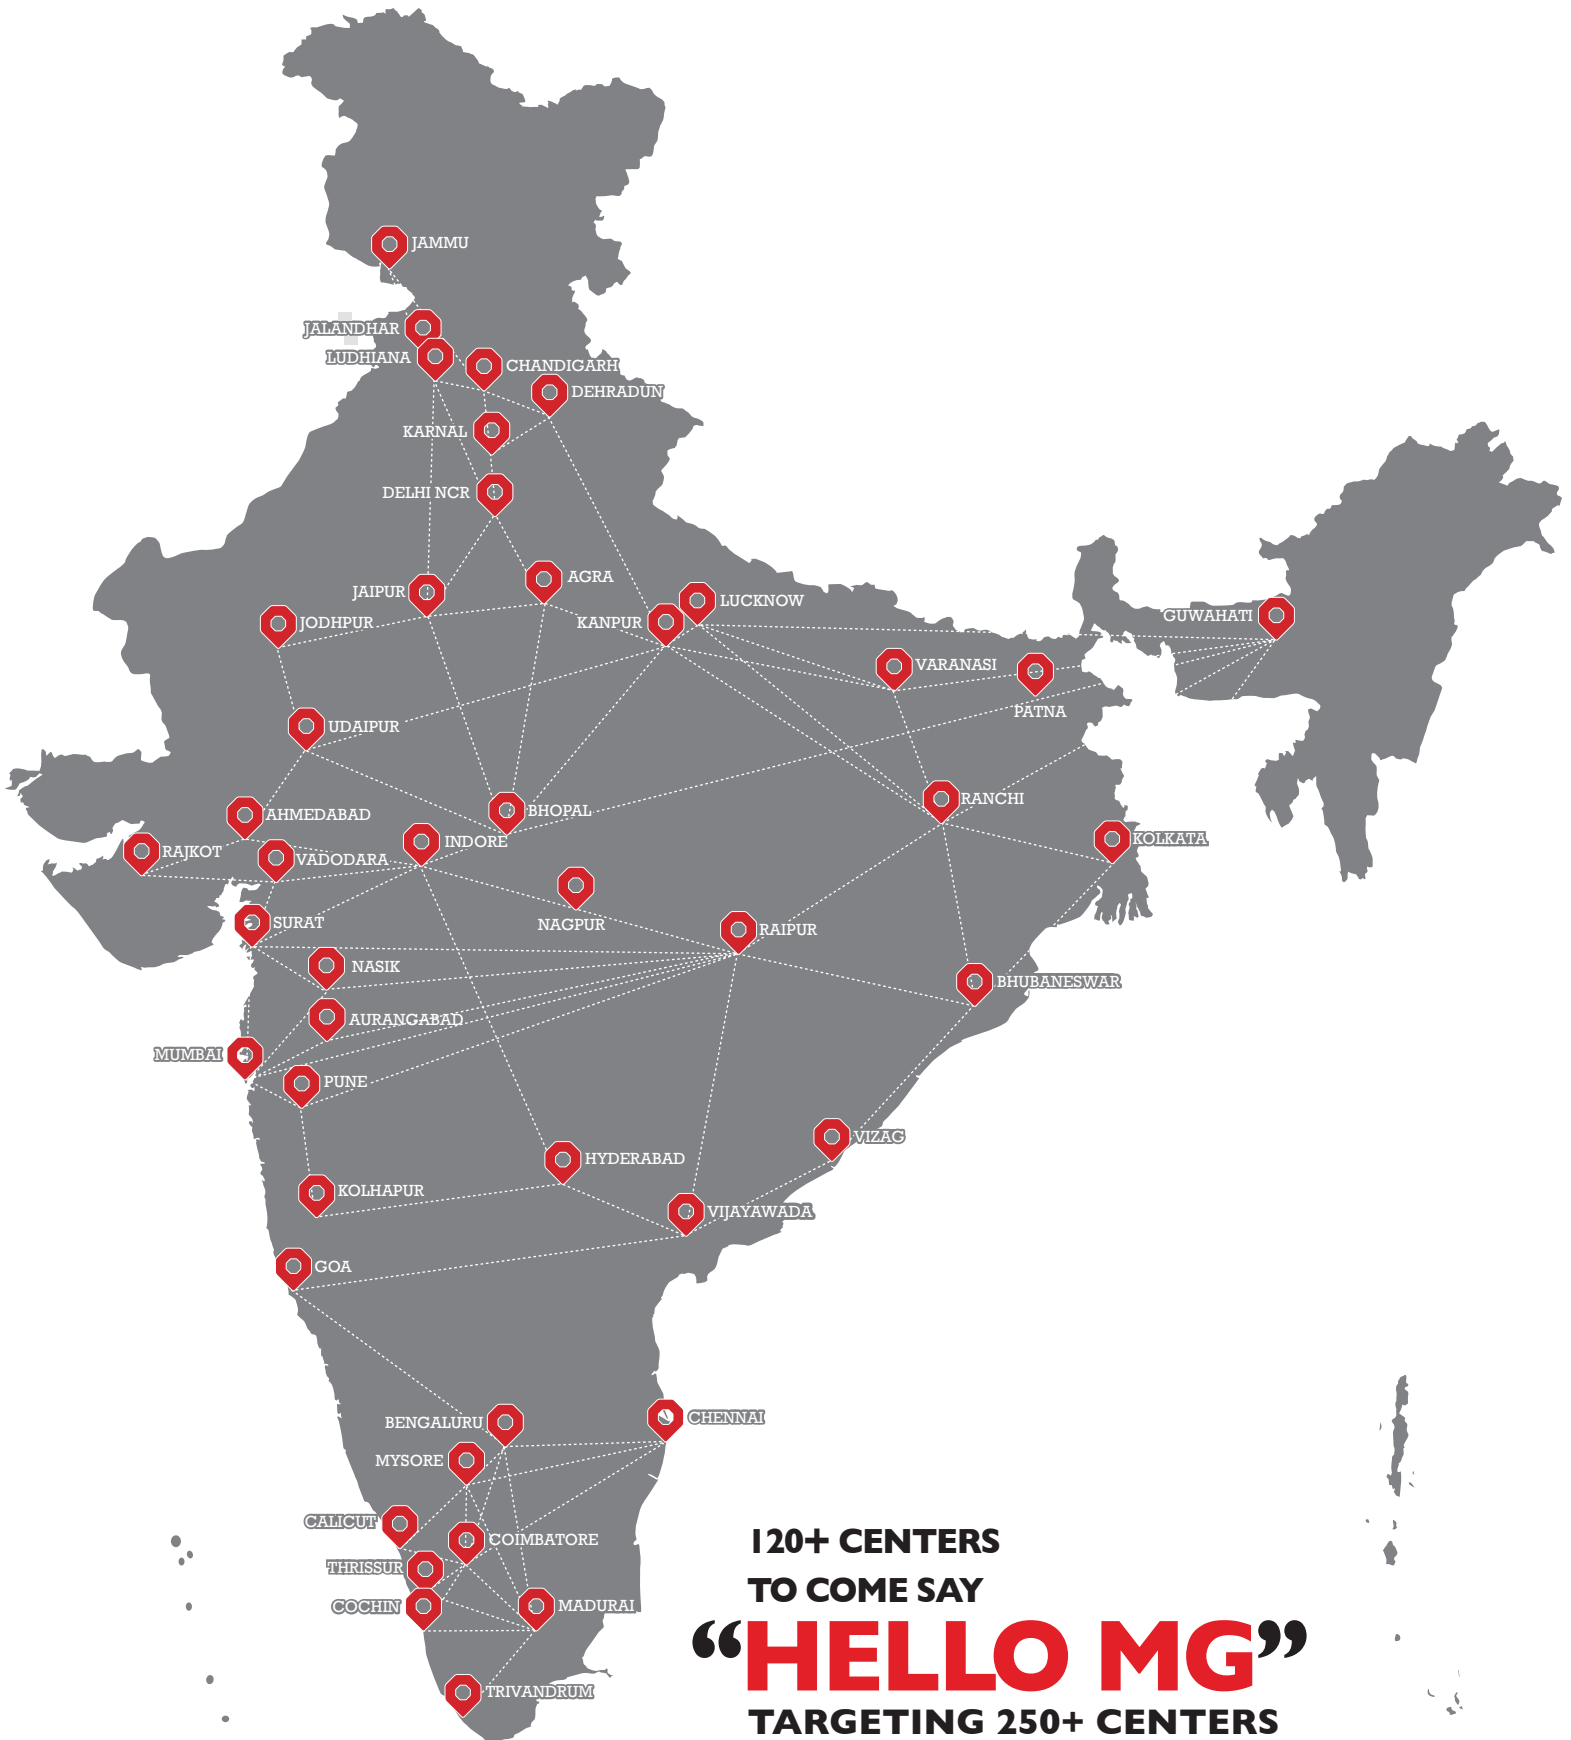 JAMMU
JALANDHAR
LUDHIANA
CHANDIGARH
DEHRADUN
KARNAL
DELHI NCR
AGRA
JAIPUR
LUCKNOW
JODHPUR
KANPUR
GUWAHATI
VARANASI
PATNA
UDAIPUR
BHOPAL
RANCHI
AHMEDABAD
INDORE
KOLKATA
RAJKOT
VADODARA
SURAT
NAGPUR
RAIPUR
NASIK
BHUBANESWAR
AURANGABAD
MUMBAI
PUNE
VIZAG
HYDERABAD
KOLHAPUR
VIJAYAWADA
GOA
BENGALURU
CHENNAI
MYSORE
CALICUT
COIMBATORE
THRISSUR
COCHIN
MADURAI
TRIVANDRUM
120+ CENTERS
TO COME SAY
“HELLO MG”
TARGETING 250+ CENTERS